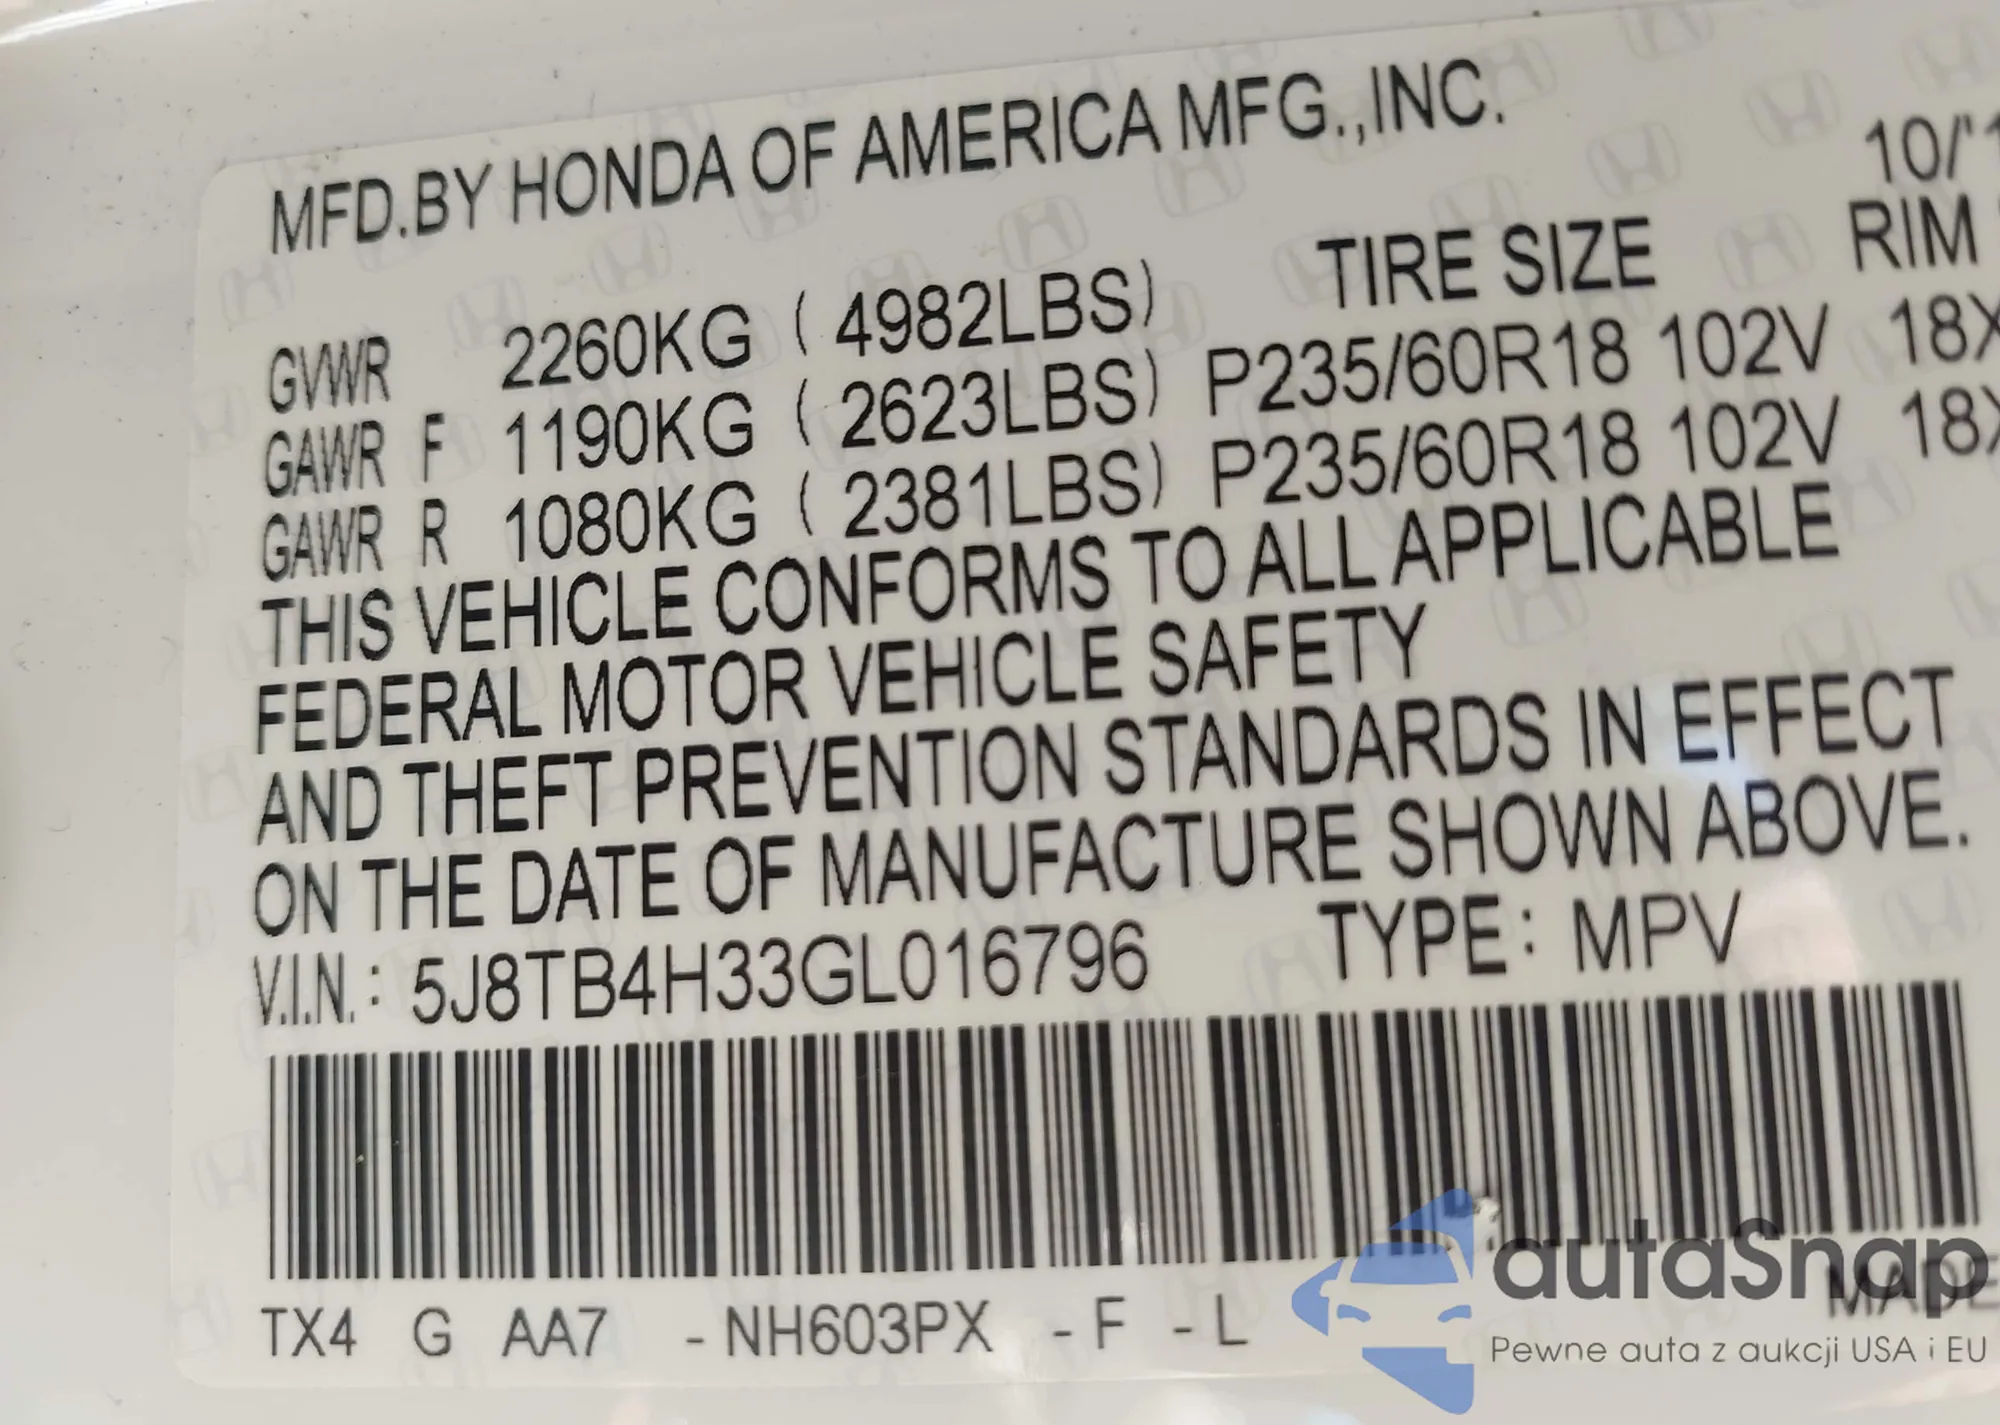 MFD.BY HONDA OF AMERICA MFG.,INC.
10/'1
TIRE SIZE RIM
GVWR 2260KG ( 4982LBS)
GAWR F 1190KG ( 2623LBS) P235/60R18 102V 18X
GAWR R 1080KG ( 2381LBS) P235/60R18 102V 18X
THIS VEHICLE CONFORMS TO ALL APPLICABLE
FEDERAL MOTOR VEHICLE SAFETY
AND THEFT PREVENTION STANDARDS IN EFFECT
ON THE DATE OF MANUFACTURE SHOWN ABOVE.
V.I.N.: 5J8TB4H33GL016796 TYPE: MPV
TX4 G AA7 -NH603PX -F -L
MADE
autaSnap
Pewne auta z aukcji USA i EU